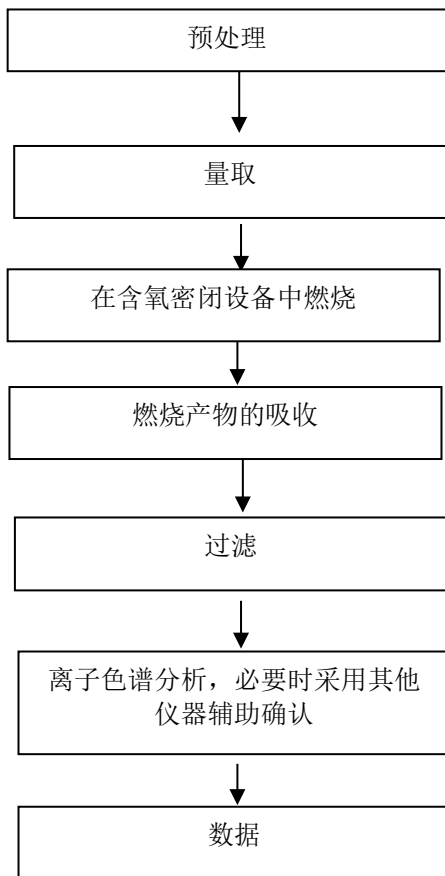 预处理
量取
在含氧密闭设备中燃烧
燃烧产物的吸收
过滤
离子色谱分析，必要时采用其他
仪器辅助确认
数据